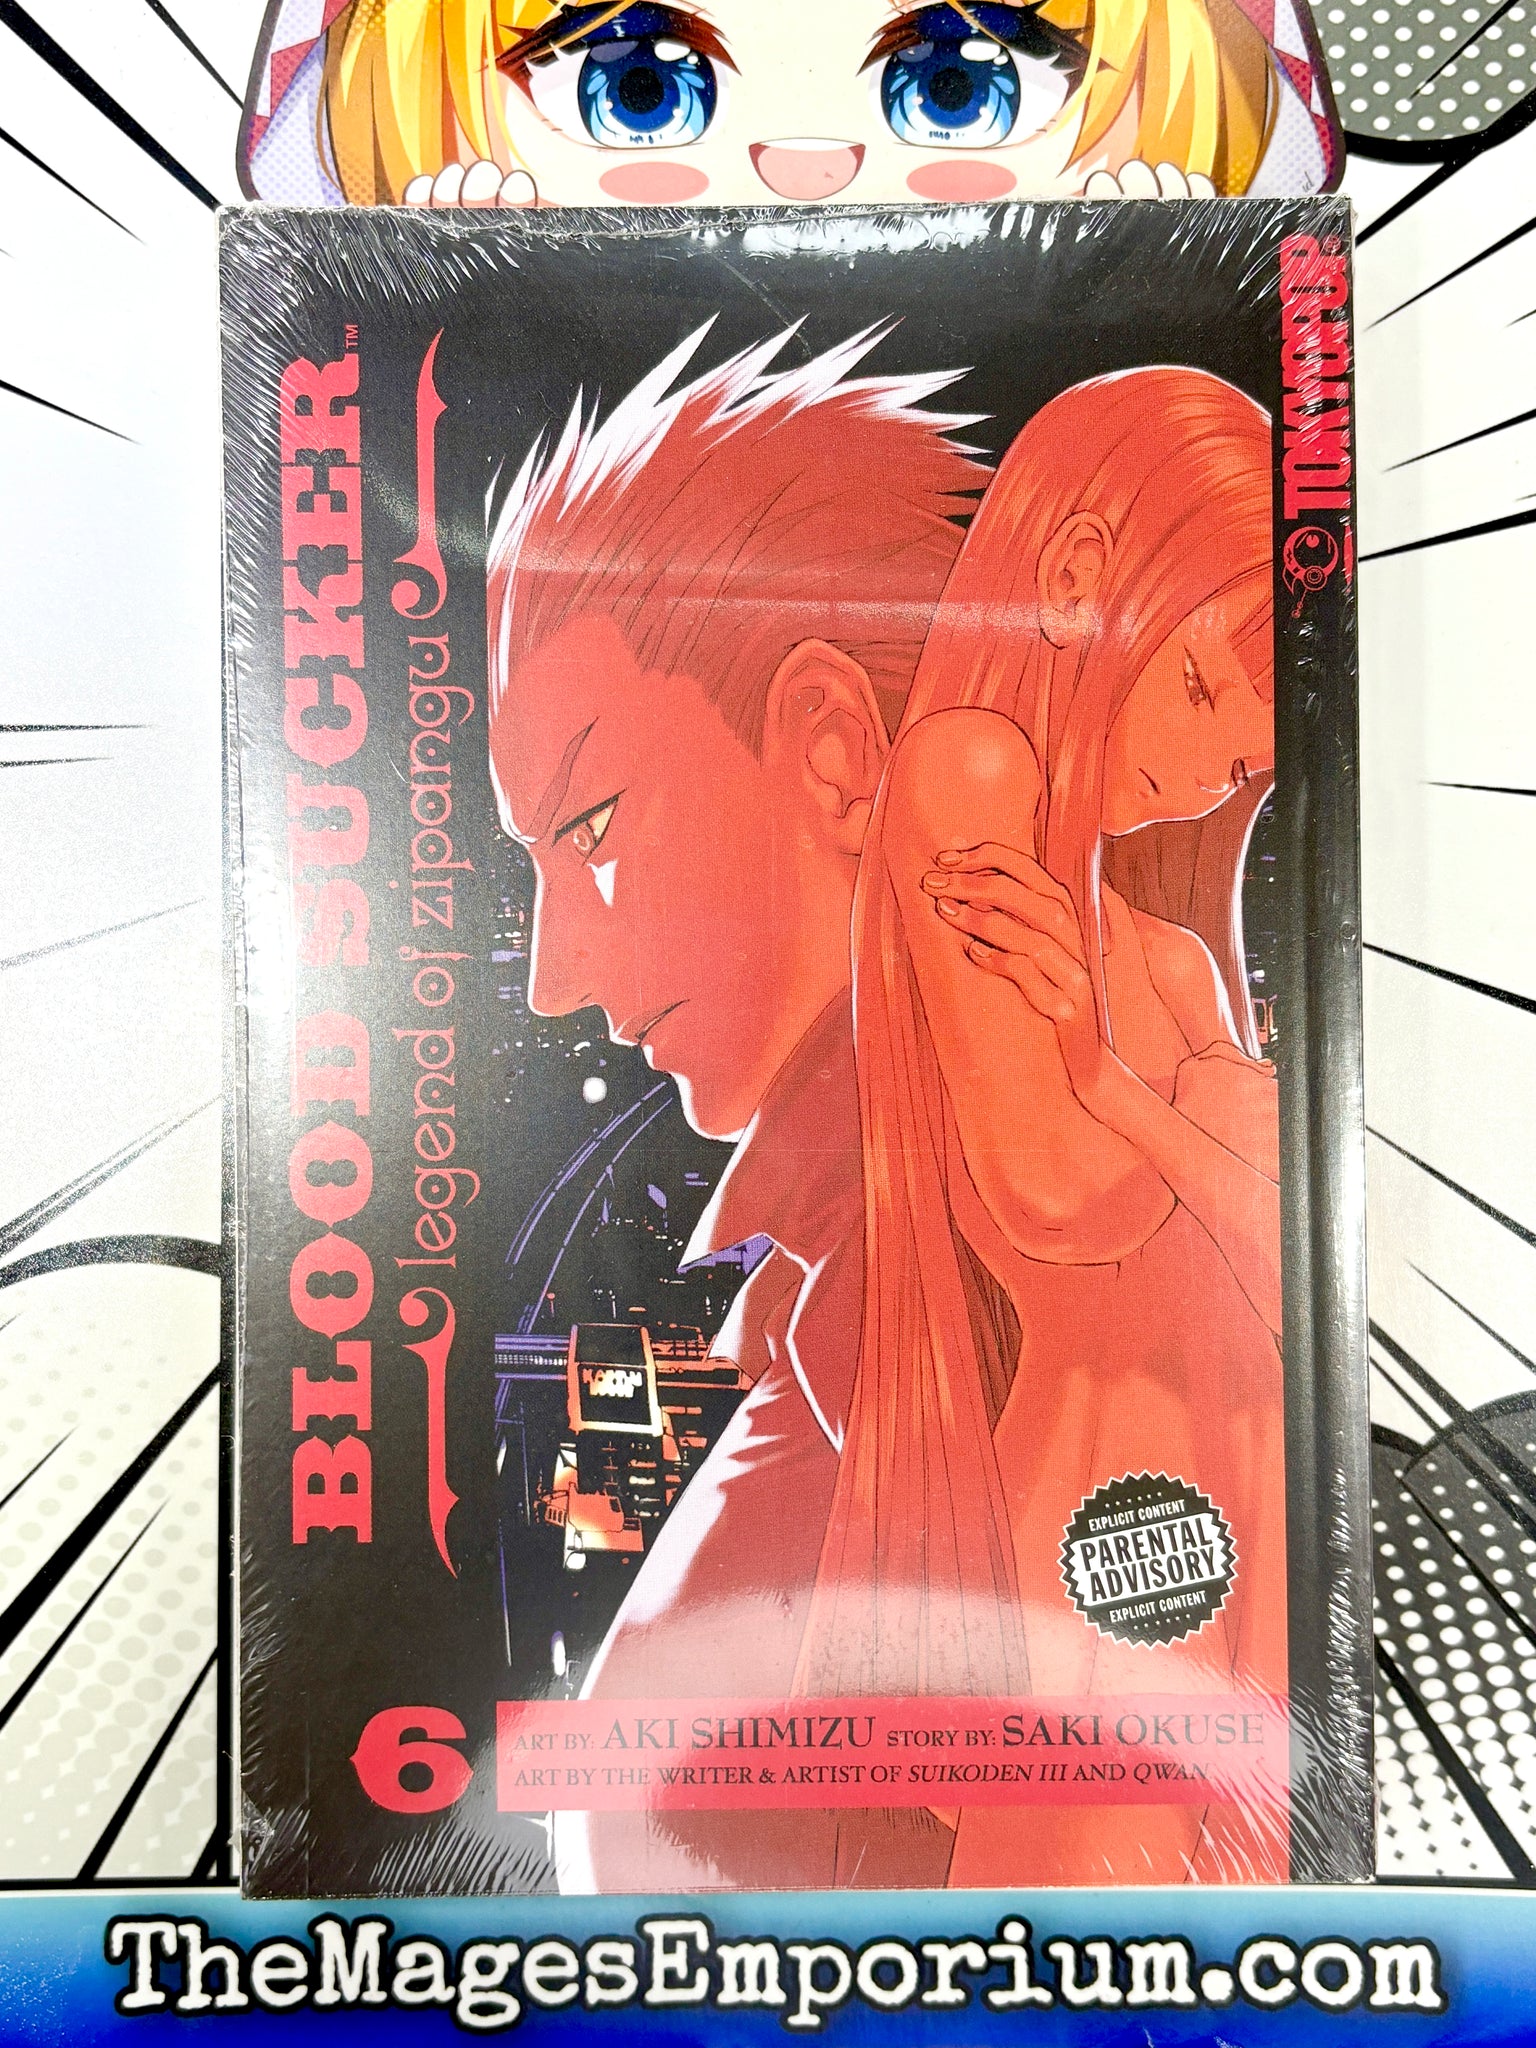 BLOOD SUCKER™
legend of zipangu
TOKYOPOP®
KARAOKE
EXPLICIT CONTENT
PARENTAL
ADVISORY
EXPLICIT CONTENT
6
ART BY: AKI SHIMIZU STORY BY: SAKI OKUSE
ART BY THE WRITER & ARTIST OF SUIKODEN III AND QWAN
TheMagesEmporium.com